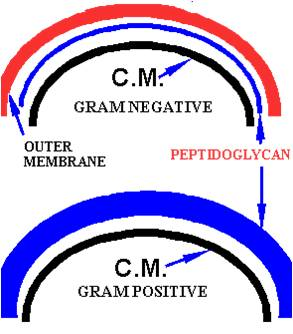 C.M.
GRAM NEGATIVE
OUTER
MEMBRANE
PEPTIDOGLYCAN
C.M.
GRAM POSITIVE